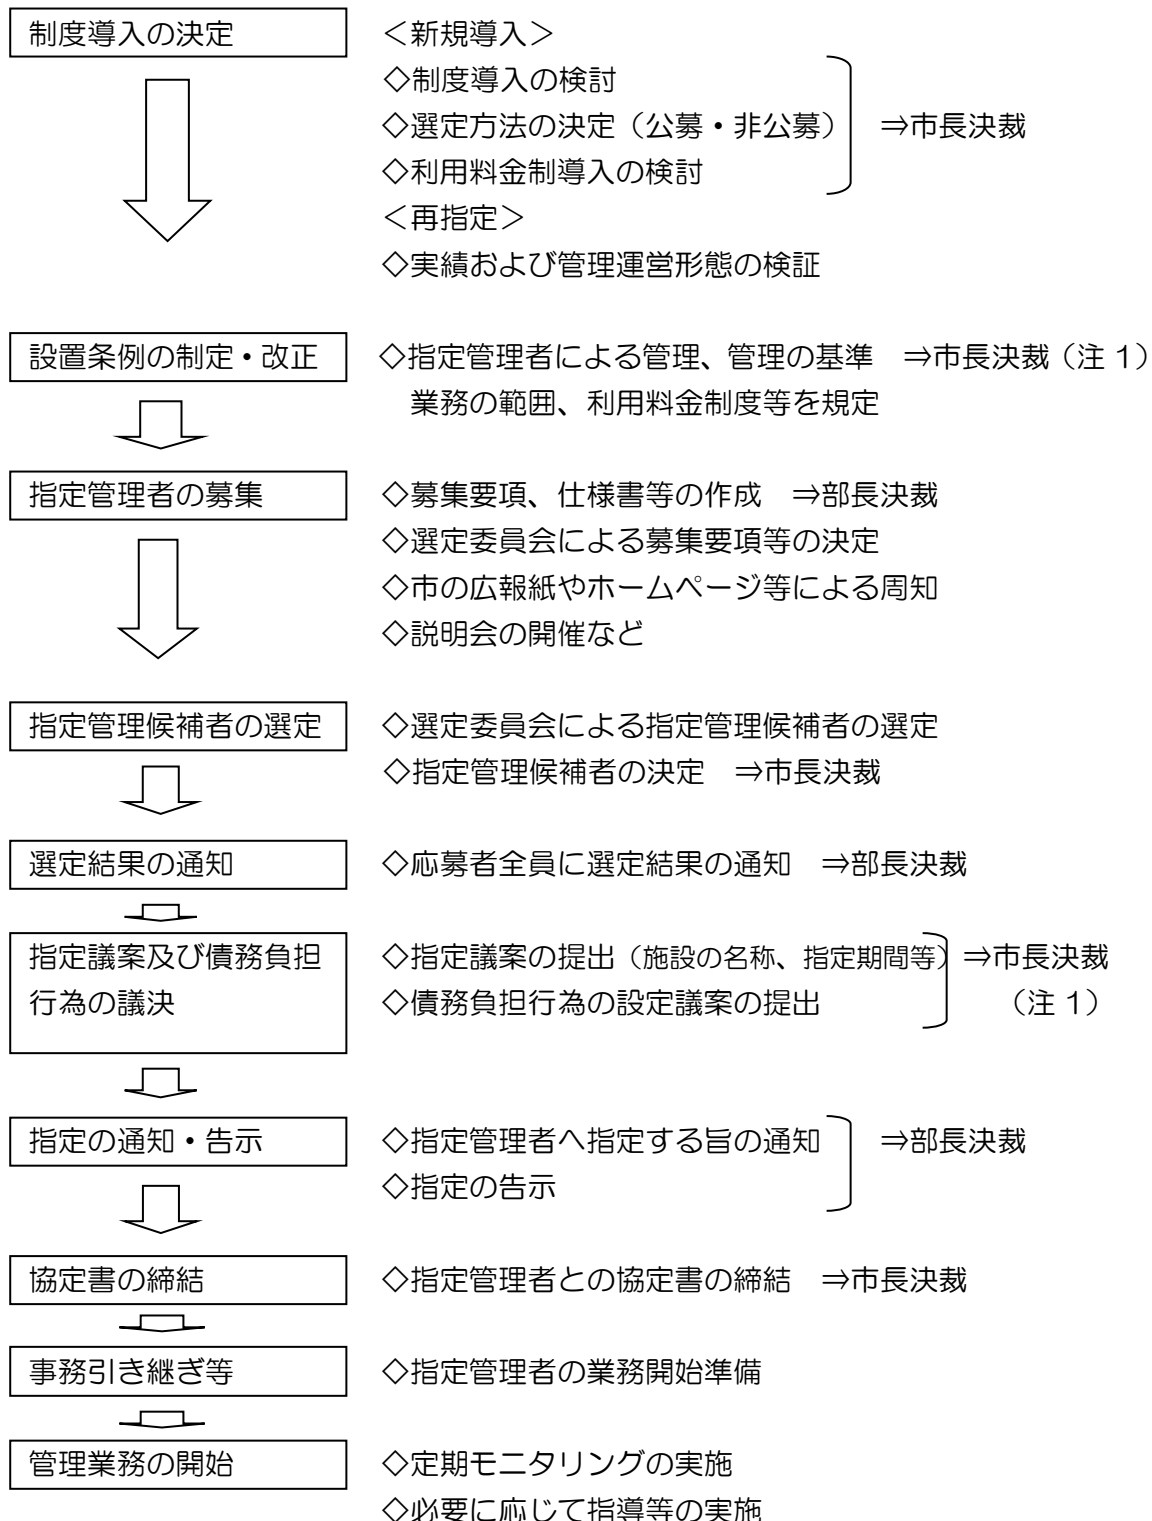 制度導入の決定　＜新規導入＞
◇制度導入の検討
◇選定方法の決定（公募・非公募）　⇒市長決裁
◇利用料金制導入の検討
＜再指定＞
◇実績および管理運営形態の検証
設置条例の制定・改正　◇指定管理者による管理、管理の基準　⇒市長決裁（注１）
業務の範囲、利用料金制度等を規定
指定管理者の募集　◇募集要項、仕様書等の作成　⇒部長決裁
◇選定委員会による募集要項等の決定
◇市の広報紙やホームページ等による周知
◇説明会の開催など
指定管理候補者の選定　◇選定委員会による指定管理候補者の選定
◇指定管理候補者の決定　⇒市長決裁
選定結果の通知　◇応募者全員に選定結果の通知　⇒部長決裁
指定議案及び債務負担　◇指定議案の提出（施設の名称、指定期間等）⇒市長決裁
行為の議決　◇債務負担行為の設定議案の提出　（注１）
指定の通知・告示　◇指定管理者へ指定する旨の通知　⇒部長決裁
◇指定の告示
協定書の締結　◇指定管理者との協定書の締結　⇒市長決裁
事務引き継ぎ等　◇指定管理者の業務開始準備
管理業務の開始　◇定期モニタリングの実施
◇必要に応じて指導等の実施